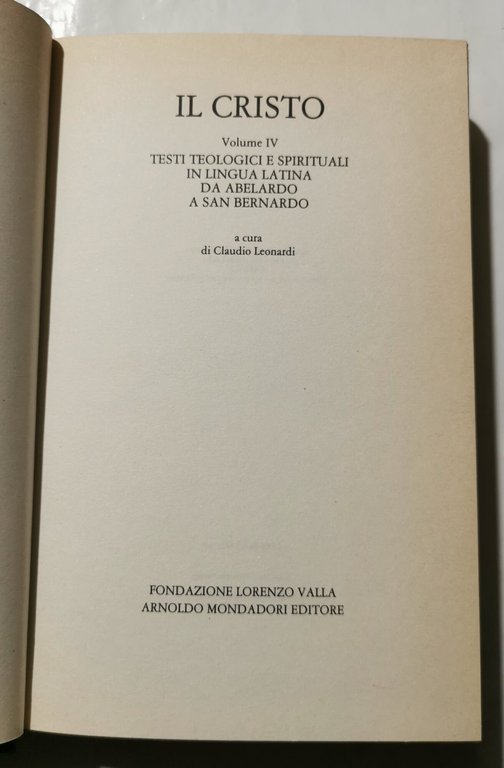 IL CRISTO
Volume IV
TESTI TEOLOGICI E SPIRITUALI
IN LINGUA LATINA
DA ABELARDO
A SAN BERNARDO
a cura
di Claudio Leonardi
FONDAZIONE LORENZO VALLA
ARNOLDO MONDADORI EDITORE